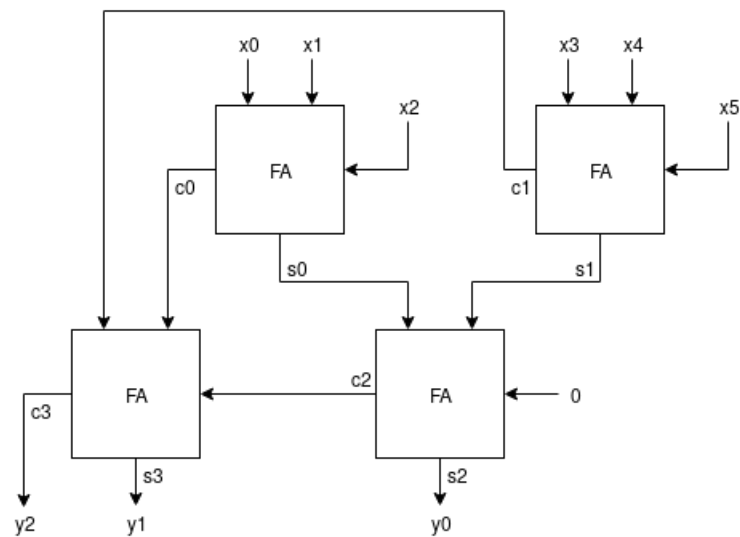 x0 x1 x3 x4
x2 x5
FA FA
c0 c1
s0 s1
c2
FA FA 0
c3
s3 s2
y2 y1 y0